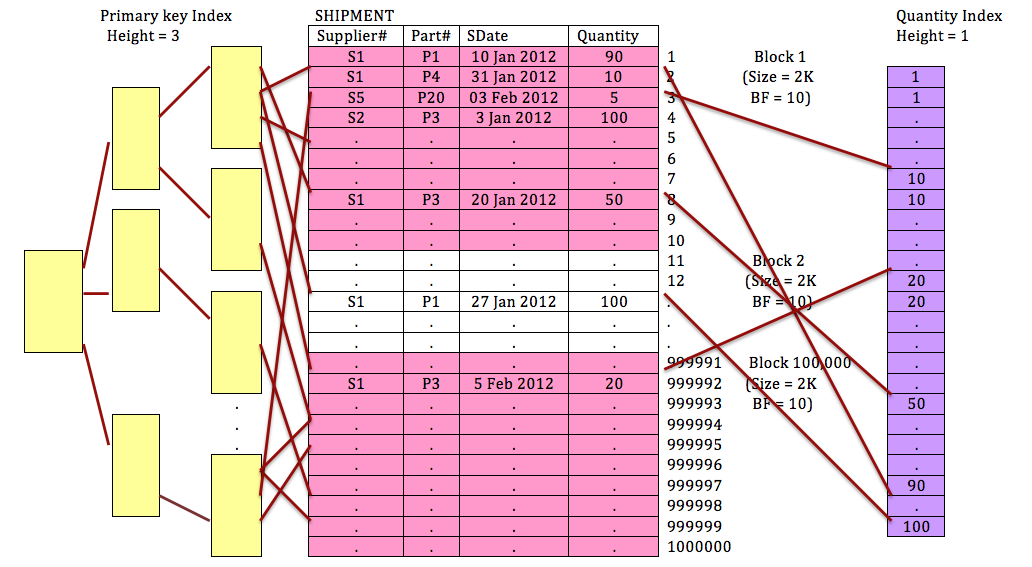 Primary key Index SHIPMENT Quantity Index
Height = 3 Supplier# Part# SDate Quantity Height = 1
S1 P1 10 Jan 2012 90 1 Block 1
S1 P4 31 Jan 2012 10 2 (Size = 2K 1
S5 P20 03 Feb 2012 5 3 BF = 10) 1
S2 P3 3 Jan 2012 100 4 .
. . . . 5 .
. . . . 6 .
. . . . 7 10
S1 P3 20 Jan 2012 50 8 10
. . . . 9 .
. . . . 10 .
. . . . 11 Block 2 .
. . . . 12 (Size = 2K 20
S1 P1 27 Jan 2012 100 . BF = 10) 20
. . . . . .
. . . . . .
. . . . 999991 Block 100,000 .
S1 P3 5 Feb 2012 20 999992 (Size = 2K .
. . . . . 999993 BF = 10) 50
. . . . . 999994 .
. . . . . 999995 .
. . . . 999996 .
. . . . 999997 90
. . . . 999998 .
. . . . 999999 100
. . . . 1000000